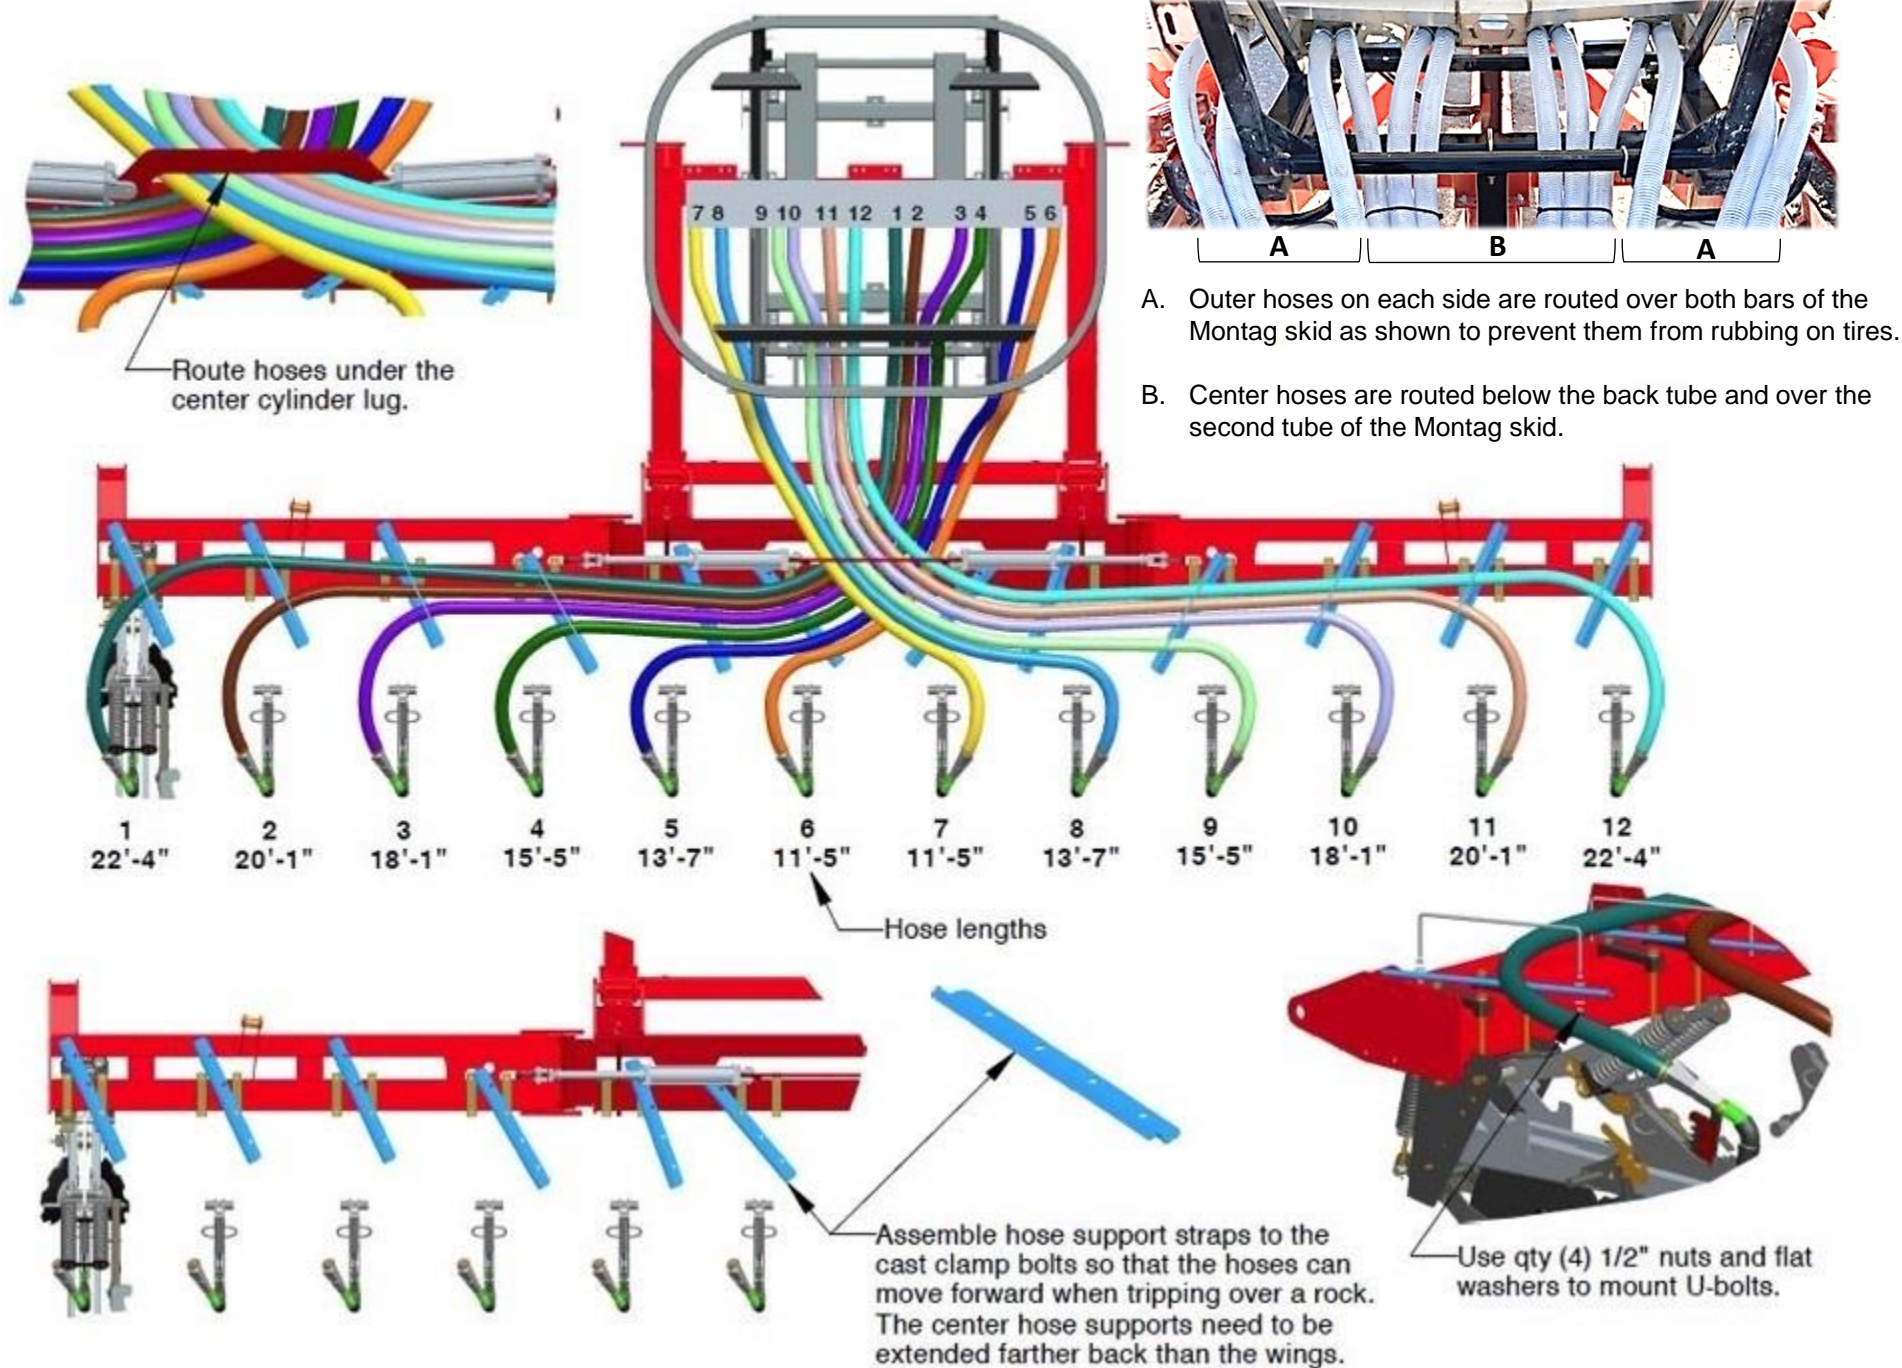 A B A
A. Outer hoses on each side are routed over both bars of the
Montag skid as shown to prevent them from rubbing on tires.
B. Center hoses are routed below the back tube and over the
second tube of the Montag skid.
7 8 9 10 11 12 1 2 3 4 5 6
Route hoses under the
center cylinder lug.
1 2 3 4 5 6 7 8 9 10 11 12
22'-4" 20'-1" 18'-1" 15'-5" 13'-7" 11'-5" 11'-5" 13'-7" 15'-5" 18'-1" 20'-1" 22'-4"
Hose lengths
Assemble hose support straps to the
cast clamp bolts so that the hoses can
move forward when tripping over a rock.
The center hose supports need to be
extended farther back than the wings.
Use qty (4) 1/2" nuts and flat
washers to mount U-bolts.